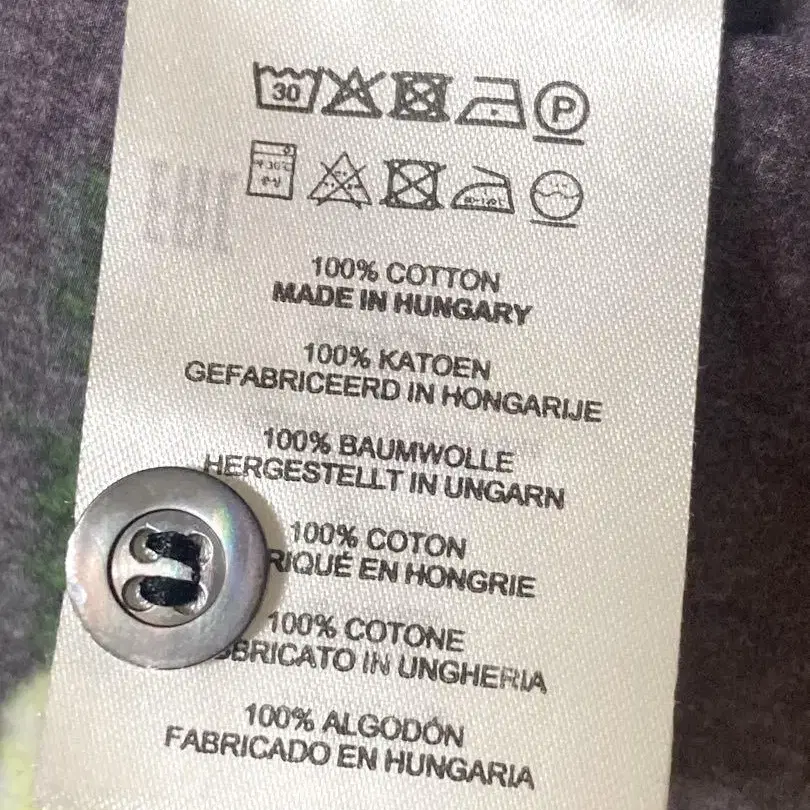 30 P
100% COTTON
MADE IN HUNGARY
100% KATOEN
GEFABRICEERD IN HONGARIJE
100% BAUMWOLLE
HERGESTELLT IN UNGARN
100% COTON
RIQUÉ EN HONGRIE
100% COTONE
BBRICATO IN UNGHERIA
100% ALGODÓN
FABRICADO EN HUNGARIA